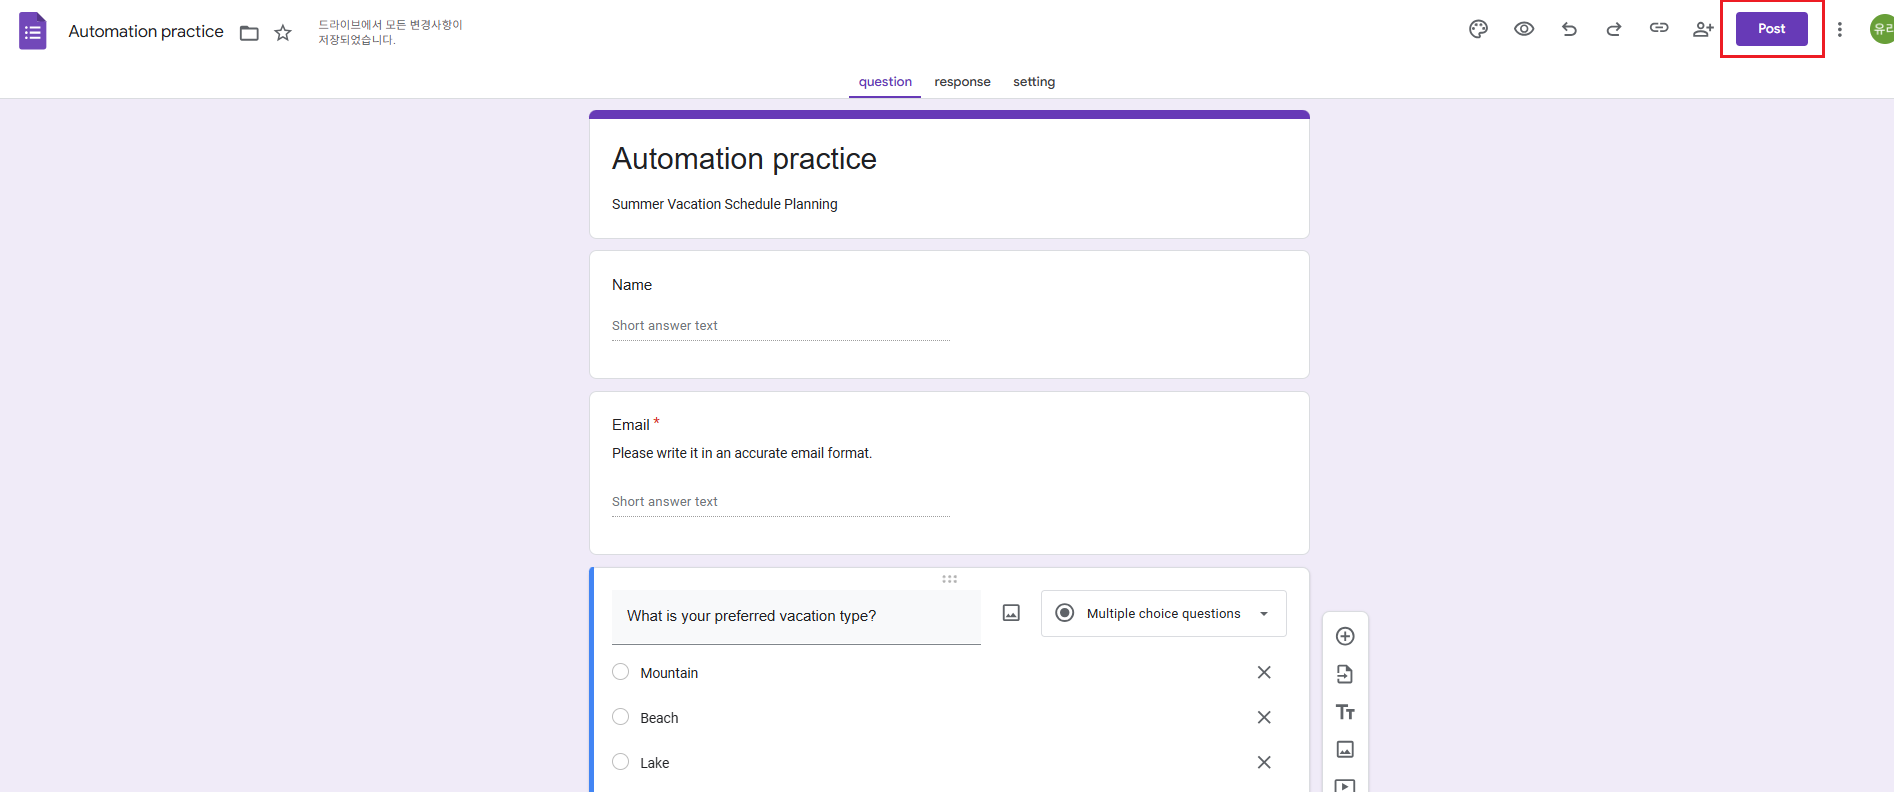 Automation practice
드라이브에서 모든 변경사항이
저장되었습니다.
Post
question response setting
Automation practice
Summer Vacation Schedule Planning
Name
Short answer text
Email *
Please write it in an accurate email format.
Short answer text
What is your preferred vacation type?
Multiple choice questions
Mountain
Beach
Lake
Tт